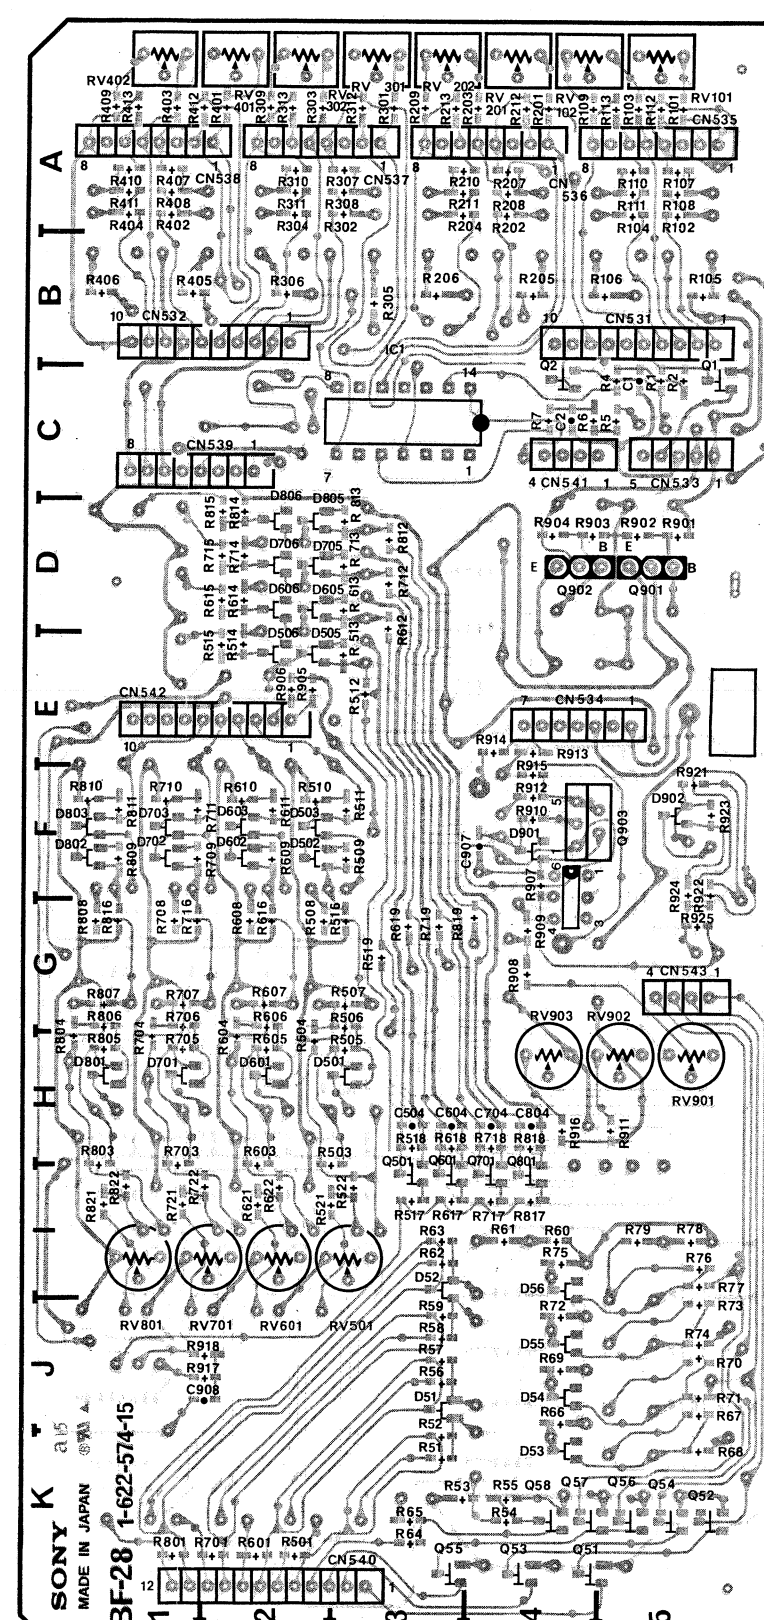 RV402 RV 401 RV 302 RV 301 RV 202 RV 201 RV 102 RV101
R409 R413 R403 R412 R401 R309 R313 R303 R312 R301 R209 R213 R203 R212 R201 R109 R113 R103 R112 R101
CN535
A
8 1 8 1 8 1 8 1
R410 R407 CN538 R310 R307 CN537 R210 R207 CN 536 R110 R107
R411 R408 R311 R308 R211 R208 R111 R108
R404 R402 R304 R302 R204 R202 R104 R102
B
R406 R405 R306 R305 R206 R205 R106 R105
10 CN532 1 10 CN531 1
IC1
8 14
Q2 R4 C1 R1 R2 Q1
C
R7 C2 R6 R5
8 CN539 1
7 1
4 CN541 1 5 CN533 1
R815 R814 D806 D805 R 813
R812
R904 R903 R902 R901
R715 R714 D706 D705 R 713
B E
D
E B
Q902 Q901
R712
R615 R614 D606 D605 R 613
R612
R515 R514 D506 D505 R 513
R906 R905 R512
E
CN542
10 1
7 CN534 1
R914 R913
R915
R912
R910
R921
D902 R923
5
Q903
R810 R710 R610 R510
D803 R811 D703 R711 D603 R611 D503 R511
F
D802 R809 D702 R709 D602 R609 D502 R509
C907 D901
1
6 1
R907
R924 R922
4 3
R909
R925
R808 R816 R708 R716 R608 R616 R508 R516
R519 R619 R719 R819
G
R908
4 CN543 1
R807 R707 R607 R507
R804 R806 R704 R706 R604 R606 R504 R506
R805 R705 R605 R505
D801 D701 D601 D501
RV903 RV902
RV901
H
C504 C604 C704 C804
R518 R618 R718 R818
R916 R911
R803 R703 R603 R503
Q501 Q601 Q701 Q801
R821 R822 R721 R722 R621 R622 R521 R522
R517 R617 R717 R817
I
R63 R61 R60 R79 R78
R62 R75 R76
D52 D56 R77
R59 R72 R73
RV801 RV701 RV601 RV501
R58 D55 R74
R918
R57 R69 R70
J
R917
R56
C908
D51 D54 R71
R52 R66 R67
R51 D53 R68
K
R53 R55 Q58 Q57 Q56 Q54 Q52
R65 R54
R64
R801 R701 R601 R501
Q55 Q53 Q51
CN540
12 1
SONY
MADE IN JAPAN
BF-28 1-622-574-15
1 2 3 4 5